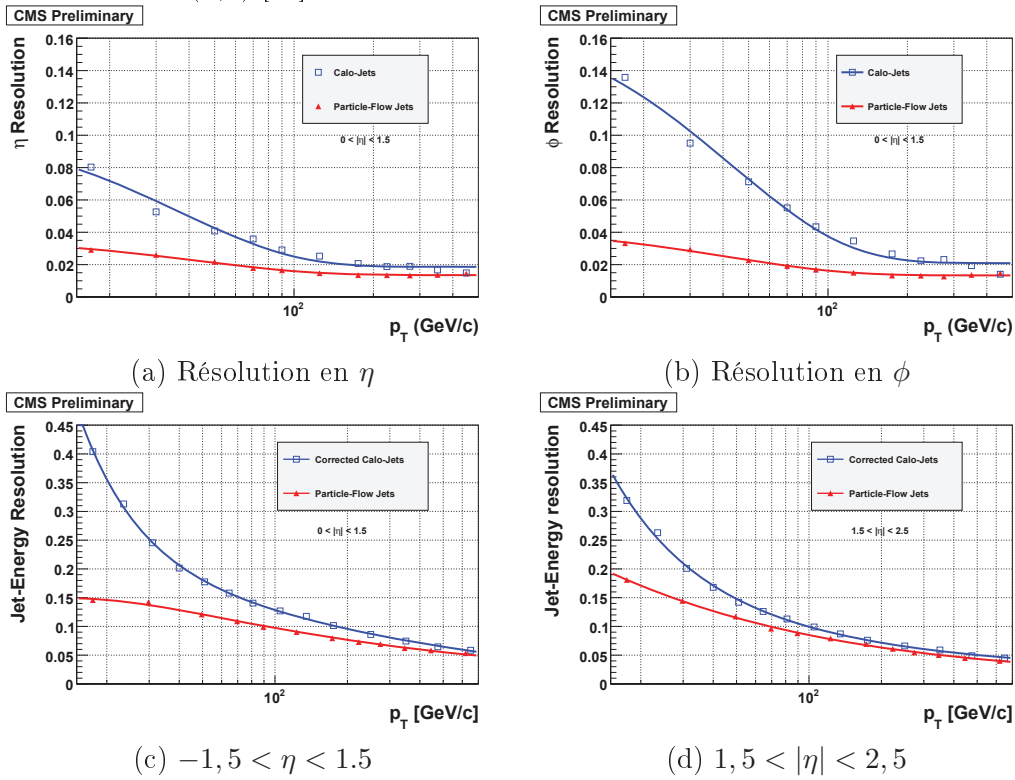 CMS Preliminary
η Resolution
0.16
0.14
0.12
0.1
0.08
0.06
0.04
0.02
0
Calo-Jets
Particle-Flow Jets
0 < |η| < 1.5
10²
p_T (GeV/c)
(a) Résolution en η
CMS Preliminary
ϕ Resolution
0.16
0.14
0.12
0.1
0.08
0.06
0.04
0.02
0
Calo-Jets
Particle-Flow Jets
0 < |η| < 1.5
10²
p_T (GeV/c)
(b) Résolution en ϕ
CMS Preliminary
Jet-Energy Resolution
0.45
0.4
0.35
0.3
0.25
0.2
0.15
0.1
0.05
0
Corrected Calo-Jets
Particle-Flow Jets
0 < |η| < 1.5
10²
p_T [GeV/c]
(c) −1, 5 < η < 1.5
CMS Preliminary
Jet-Energy resolution
0.45
0.4
0.35
0.3
0.25
0.2
0.15
0.1
0.05
0
Corrected Calo-Jets
Particle-Flow Jets
1.5 < |η| < 2.5
10²
p_T [GeV/c]
(d) 1, 5 < |η| < 2, 5